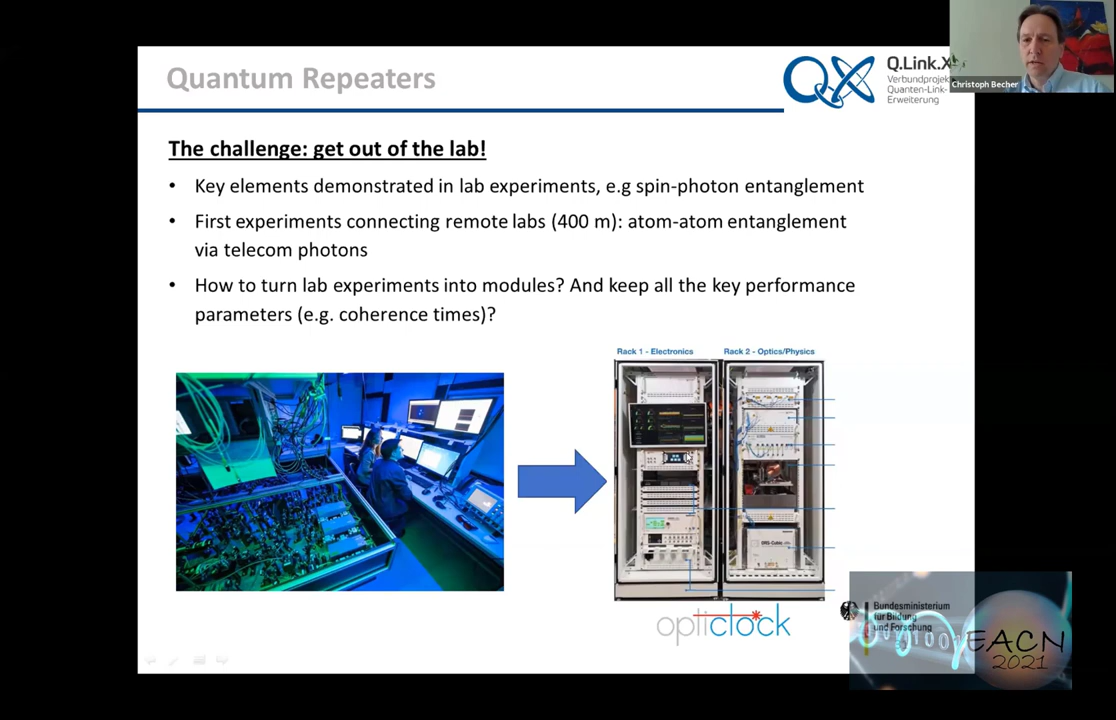 Quantum Repeaters
QX
Q.Link.X
Verbundprojekt
Quanten-Link-
Erweiterung
Christoph Becher
The challenge: get out of the lab!
• Key elements demonstrated in lab experiments, e.g spin-photon entanglement
• First experiments connecting remote labs (400 m): atom-atom entanglement
via telecom photons
• How to turn lab experiments into modules? And keep all the key performance
parameters (e.g. coherence times)?
Rack 1 - Electronics
Rack 2 - Optics/Physics
opticlock
Bundesministerium
für Bildung
und Forschung
EACN
2021